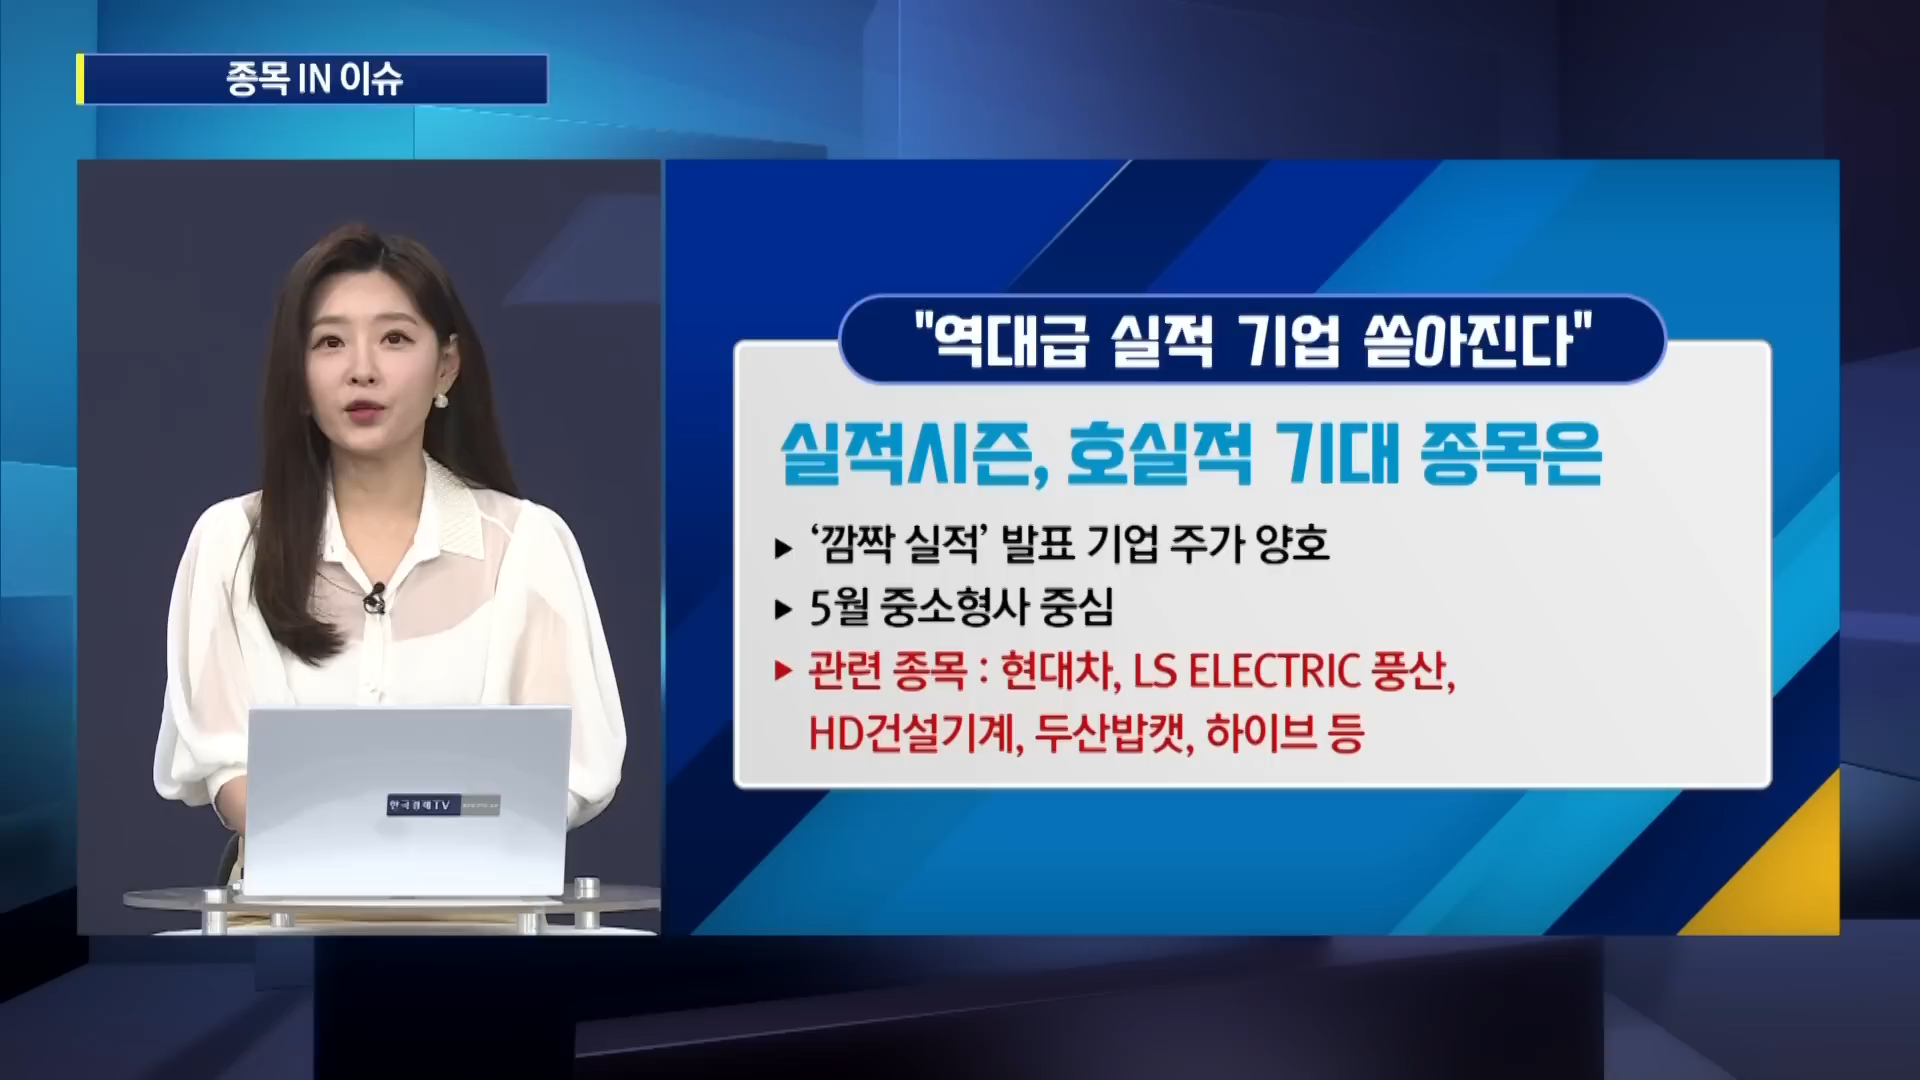 종목 IN 이슈
"역대급 실적 기업 쏟아진다"
실적시즌, 호실적 기대 종목은
▶ ‘깜짝 실적’ 발표 기업 주가 양호
▶ 5월 중소형사 중심
▶ 관련 종목 : 현대차, LS ELECTRIC 풍산,
HD건설기계, 두산밥캣, 하이브 등
한국경제TV